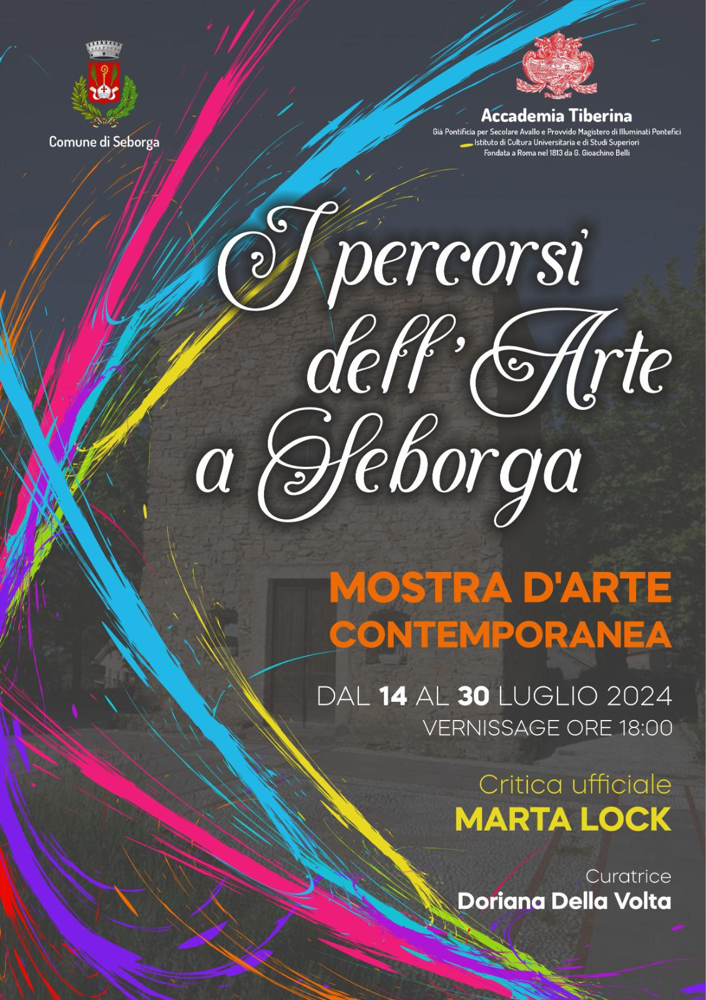 Comune di Seborga
Accademia Tiberina
Già Pontificia per Secolare Avallo e Provvido Magistero di Illuminati Pontefici
Istituto di Cultura Universitaria e di Studi Superiori
Fondata a Roma nel 1813 da G. Gioachino Belli
I percorsi
dell'Arte
a Seborga
MOSTRA D'ARTE
CONTEMPORANEA
DAL 14 AL 30 LUGLIO 2024
VERNISSAGE ORE 18:00
Critica ufficiale
MARTA LOCK
Curatrice
Doriana Della Volta